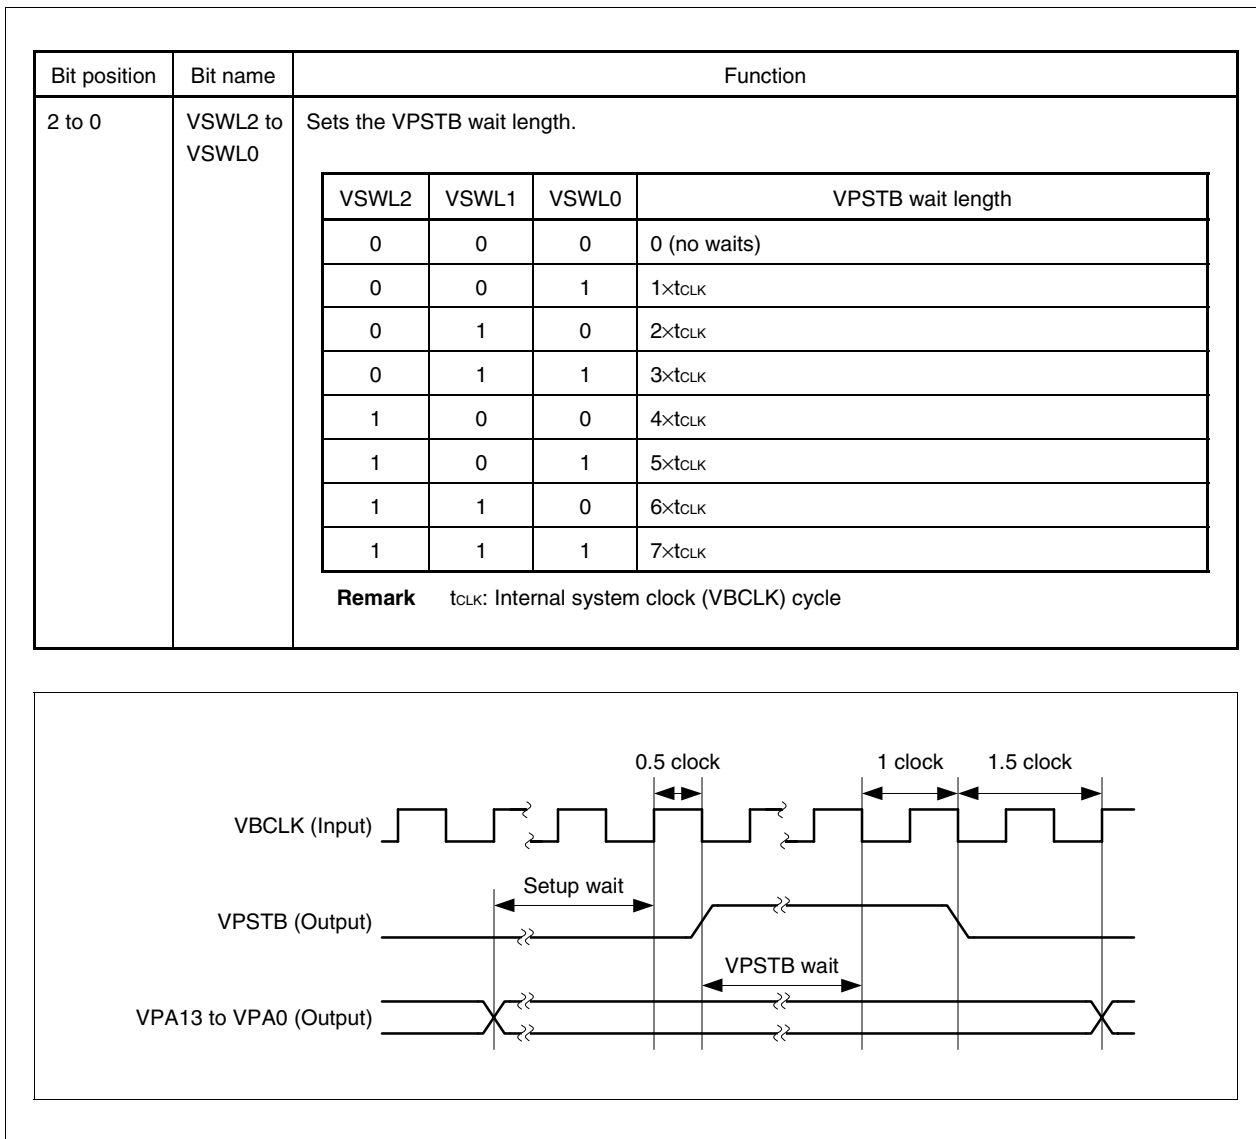 Bit position Bit name Function
2 to 0 VSWL2 to VSWL0 Sets the VPSTB wait length.
VSWL2 VSWL1 VSWL0 VPSTB wait length
0 0 0 0 (no waits)
0 0 1 1×tCLK
0 1 0 2×tCLK
0 1 1 3×tCLK
1 0 0 4×tCLK
1 0 1 5×tCLK
1 1 0 6×tCLK
1 1 1 7×tCLK
Remark tCLK: Internal system clock (VBCLK) cycle
0.5 clock 1 clock 1.5 clock
VBCLK (Input)
Setup wait
VPSTB (Output)
VPSTB wait
VPA13 to VPA0 (Output)